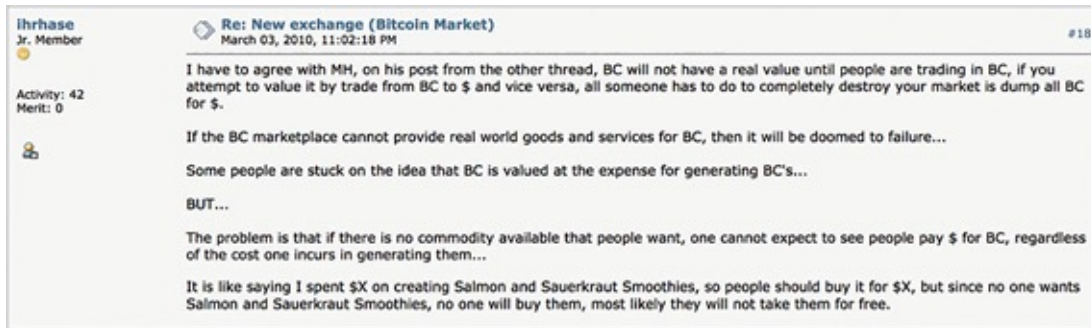 ihrhase
Jr. Member
Activity: 42
Merit: 0
Re: New exchange (Bitcoin Market)
March 03, 2010, 11:02:18 PM
#18
I have to agree with MH, on his post from the other thread, BC will not have a real value until people are trading in BC, if you
attempt to value it by trade from BC to $ and vice versa, all someone has to do to completely destroy your market is dump all BC
for $.
If the BC marketplace cannot provide real world goods and services for BC, then it will be doomed to failure...
Some people are stuck on the idea that BC is valued at the expense for generating BC's...
BUT...
The problem is that if there is no commodity available that people want, one cannot expect to see people pay $ for BC, regardless
of the cost one incurs in generating them...
It is like saying I spent $X on creating Salmon and Sauerkraut Smoothies, so people should buy it for $X, but since no one wants
Salmon and Sauerkraut Smoothies, no one will buy them, most likely they will not take them for free.